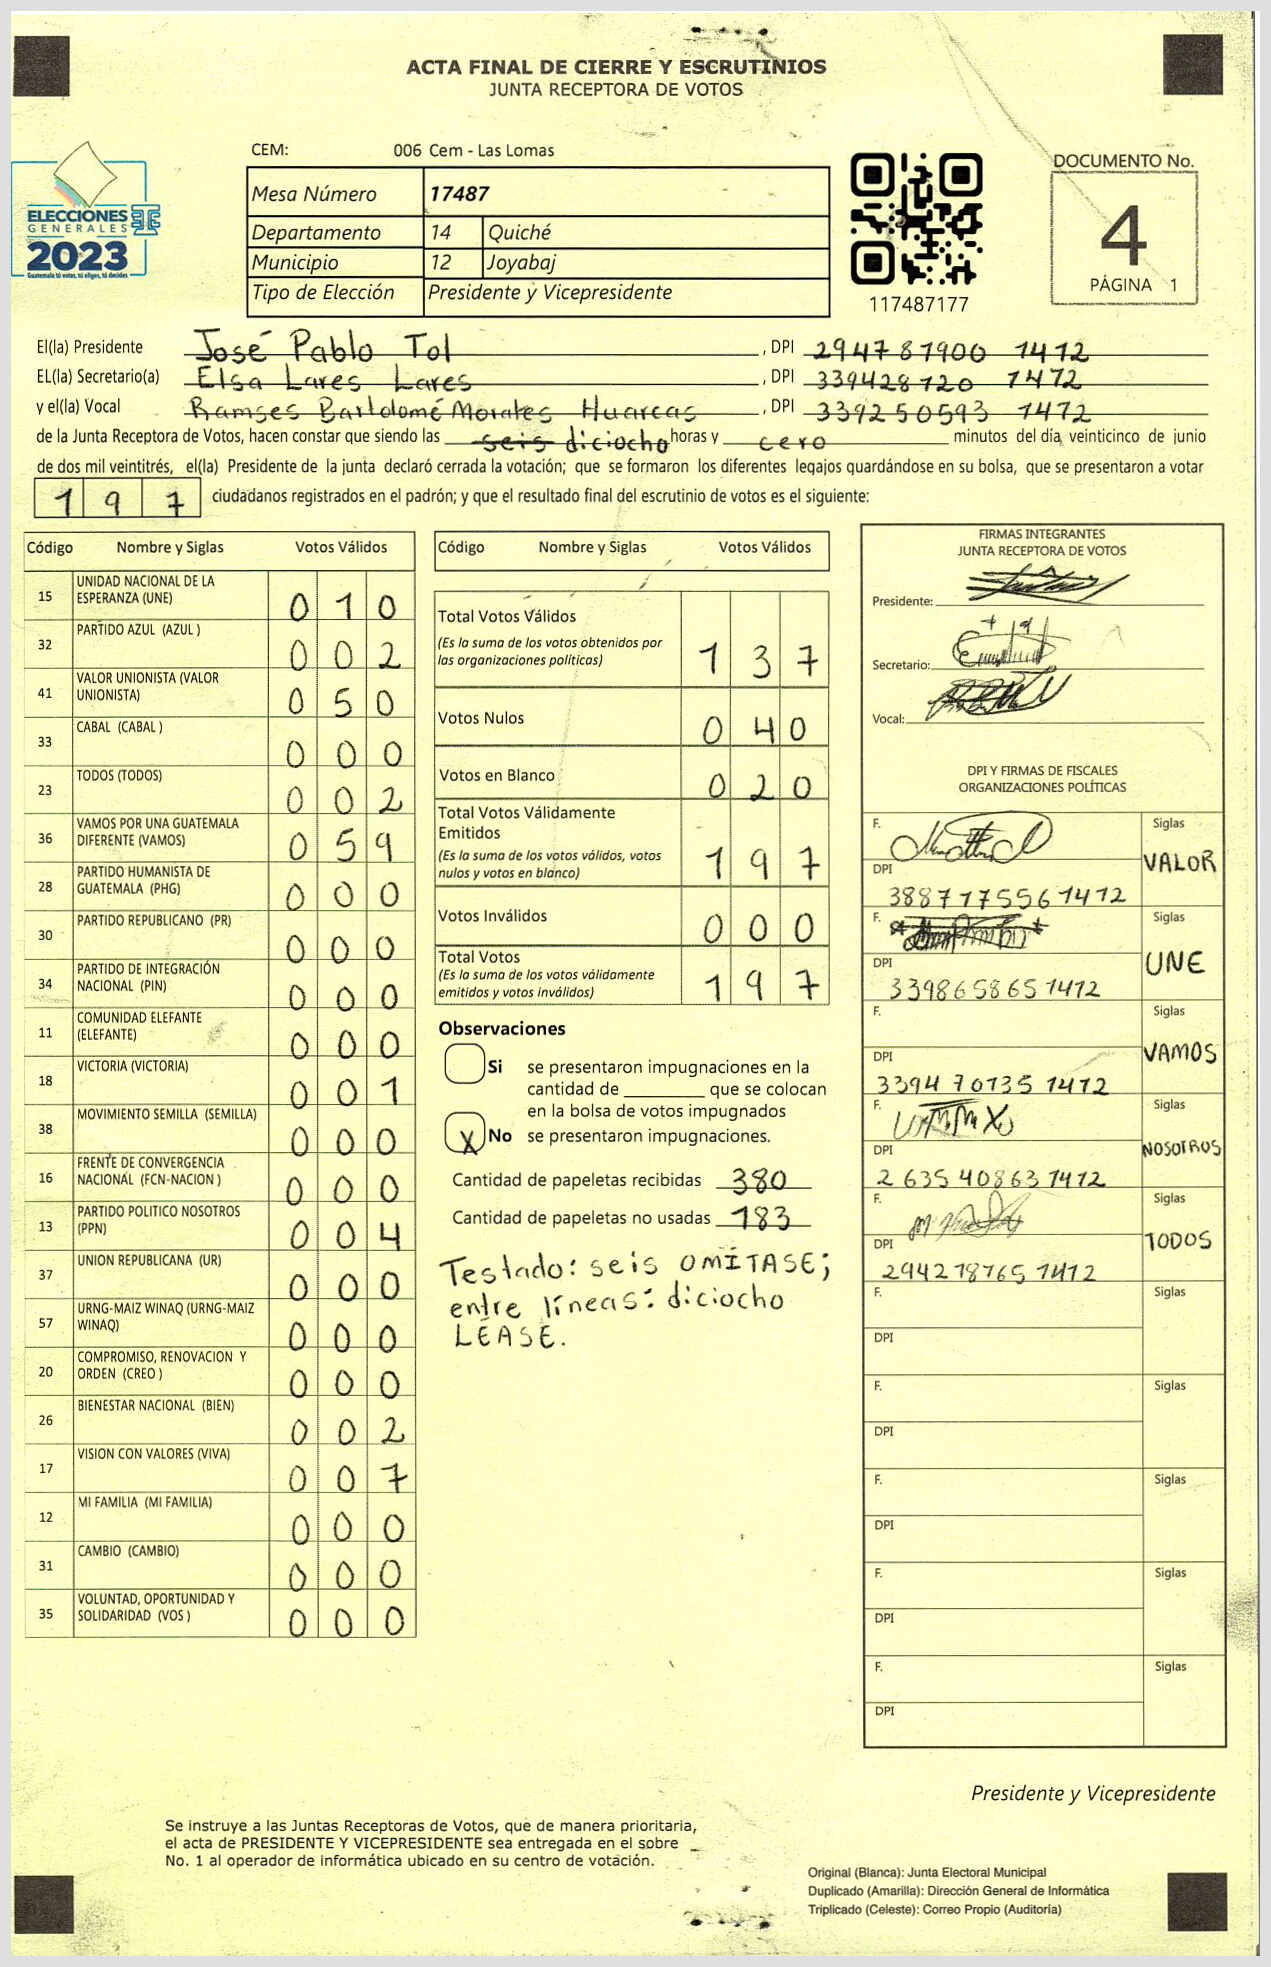 ACTA FINAL DE CIERRE Y ESCRUTINIOS
JUNTA RECEPTORA DE VOTOS
CEM: 006 Cem - Las Lomas
ELECCIONES
GENERALES
2023
Guatemala tú votas, tú eliges, tú decides
Mesa Número 17487
Departamento 14 Quiché
Municipio 12 Joyabaj
Tipo de Elección Presidente y Vicepresidente
117487177
DOCUMENTO No.
4
PÁGINA 1
El(la) Presidente José Pablo Tol, DPI 294787900 1412
EL(la) Secretario(a) Elsa Lares Lares, DPI 339428720 1472
y el(la) Vocal Ramses Bartolomé Morales Huarcas, DPI 339250593 1472
de la Junta Receptora de Votos, hacen constar que siendo las seis diciocho horas y cero minutos del día veinticinco de junio
de dos mil veintitrés, el(la) Presidente de la junta declaró cerrada la votación; que se formaron los diferentes legajos quardándose en su bolsa, que se presentaron a votar
197 ciudadanos registrados en el padrón; y que el resultado final del escrutinio de votos es el siguiente:
Código Nombre y Siglas Votos Válidos
15 UNIDAD NACIONAL DE LA ESPERANZA (UNE) 0 1 0
32 PARTIDO AZUL (AZUL ) 0 0 2
41 VALOR UNIONISTA (VALOR UNIONISTA) 0 5 0
33 CABAL (CABAL ) 0 0 0
23 TODOS (TODOS) 0 0 2
36 VAMOS POR UNA GUATEMALA DIFERENTE (VAMOS) 0 5 9
28 PARTIDO HUMANISTA DE GUATEMALA (PHG) 0 0 0
30 PARTIDO REPUBLICANO (PR) 0 0 0
34 PARTIDO DE INTEGRACIÓN NACIONAL (PIN) 0 0 0
11 COMUNIDAD ELEFANTE (ELEFANTE) 0 0 0
18 VICTORIA (VICTORIA) 0 0 1
38 MOVIMIENTO SEMILLA (SEMILLA) 0 0 0
16 FRENTE DE CONVERGENCIA NACIONAL (FCN-NACION ) 0 0 0
13 PARTIDO POLITICO NOSOTROS (PPN) 0 0 4
37 UNION REPUBLICANA (UR) 0 0 0
57 URNG-MAIZ WINAQ (URNG-MAIZ WINAQ) 0 0 0
20 COMPROMISO, RENOVACION Y ORDEN (CREO ) 0 0 0
26 BIENESTAR NACIONAL (BIEN) 0 0 2
17 VISION CON VALORES (VIVA) 0 0 7
12 MI FAMILIA (MI FAMILIA) 0 0 0
31 CAMBIO (CAMBIO) 0 0 0
35 VOLUNTAD, OPORTUNIDAD Y SOLIDARIDAD (VOS ) 0 0 0
Código Nombre y Siglas Votos Válidos
Total Votos Válidos 1 3 7
(Es la suma de los votos obtenidos por
las organizaciones políticas)
Votos Nulos 0 4 0
Votos en Blanco 0 2 0
Total Votos Válidamente
Emitidos 1 9 7
(Es la suma de los votos válidos, votos
nulos y votos en blanco)
Votos Inválidos 0 0 0
Total Votos 1 9 7
(Es la suma de los votos válidamente
emitidos y votos inválidos)
Observaciones
Si se presentaron impugnaciones en la
cantidad de ________ que se colocan
en la bolsa de votos impugnados
X No se presentaron impugnaciones.
Cantidad de papeletas recibidas 380
Cantidad de papeletas no usadas 183
Testado: seis OMÍTASE;
entre líneas: diciocho
LÉASE.
FIRMAS INTEGRANTES
JUNTA RECEPTORA DE VOTOS
Presidente:
Secretario:
Vocal:
DPI Y FIRMAS DE FISCALES
ORGANIZACIONES POLÍTICAS
F. Siglas
VALOR
DPI
388717556 1412
F. Siglas
UNE
DPI
339865865 1412
F. Siglas
VAMOS
DPI
3394 70135 1412
F. Siglas
NOSOTROS
DPI
2 635 40863 1412
F. Siglas
TODOS
DPI
294278765 1412
F. Siglas
DPI
F. Siglas
DPI
F. Siglas
DPI
F. Siglas
DPI
F. Siglas
DPI
Presidente y Vicepresidente
Se instruye a las Juntas Receptoras de Votos, que de manera prioritaria,
el acta de PRESIDENTE Y VICEPRESIDENTE sea entregada en el sobre
No. 1 al operador de informática ubicado en su centro de votación.
Original (Blanca): Junta Electoral Municipal
Duplicado (Amarilla): Dirección General de Informática
Triplicado (Celeste): Correo Propio (Auditoría)